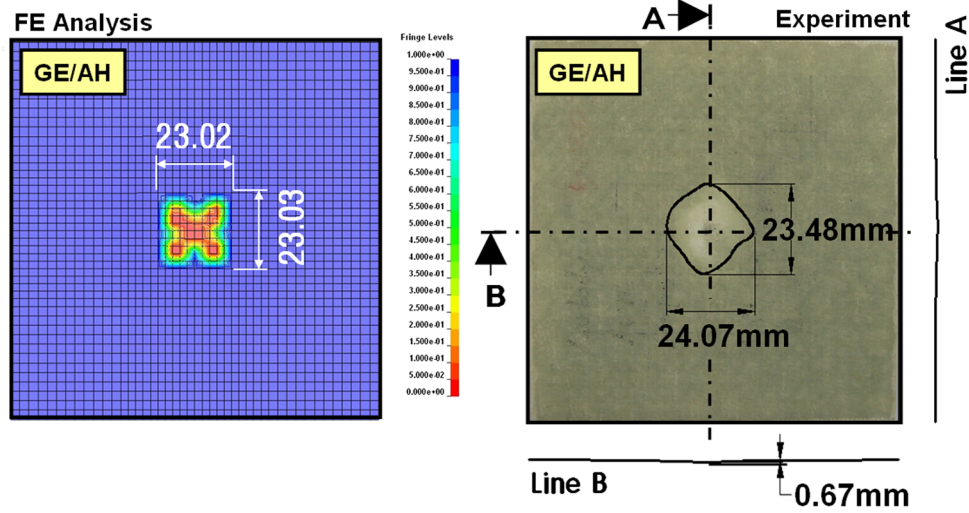 FE Analysis
GE/AH
23.02
23.03
Fringe Levels
1.000e+00
9.500e-01
9.000e-01
8.500e-01
8.000e-01
7.500e-01
7.000e-01
6.500e-01
6.000e-01
5.500e-01
5.000e-01
4.500e-01
4.000e-01
3.500e-01
3.000e-01
2.500e-01
2.000e-01
1.500e-01
1.000e-01
5.000e-02
0.000e+00
A
Experiment
GE/AH
Line A
23.48mm
B
24.07mm
Line B
0.67mm